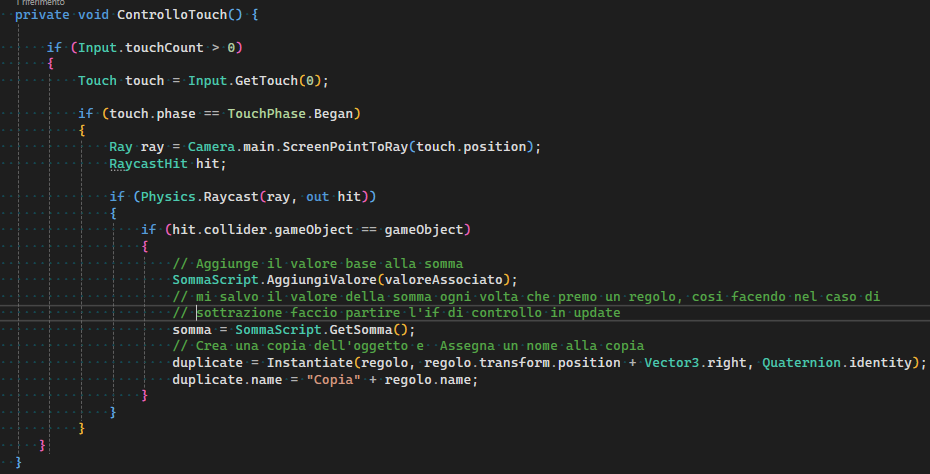 1 riferimento
private void ControlloTouch() {
if (Input.touchCount > 0)
{
Touch touch = Input.GetTouch(0);
if (touch.phase == TouchPhase.Began)
{
Ray ray = Camera.main.ScreenPointToRay(touch.position);
RaycastHit hit;
if (Physics.Raycast(ray, out hit))
{
if (hit.collider.gameObject == gameObject)
{
// Aggiunge il valore base alla somma
SommaScript.AggiungiValore(valoreAssociato);
// mi salvo il valore della somma ogni volta che premo un regolo, cosi facendo nel caso di
// sottrazione faccio partire l'if di controllo in update
somma = SommaScript.GetSomma();
// Crea una copia dell'oggetto e  Assegna un nome alla copia
duplicate = Instantiate(regolo, regolo.transform.position + Vector3.right, Quaternion.identity);
duplicate.name = "Copia" + regolo.name;
}
}
}
}
}